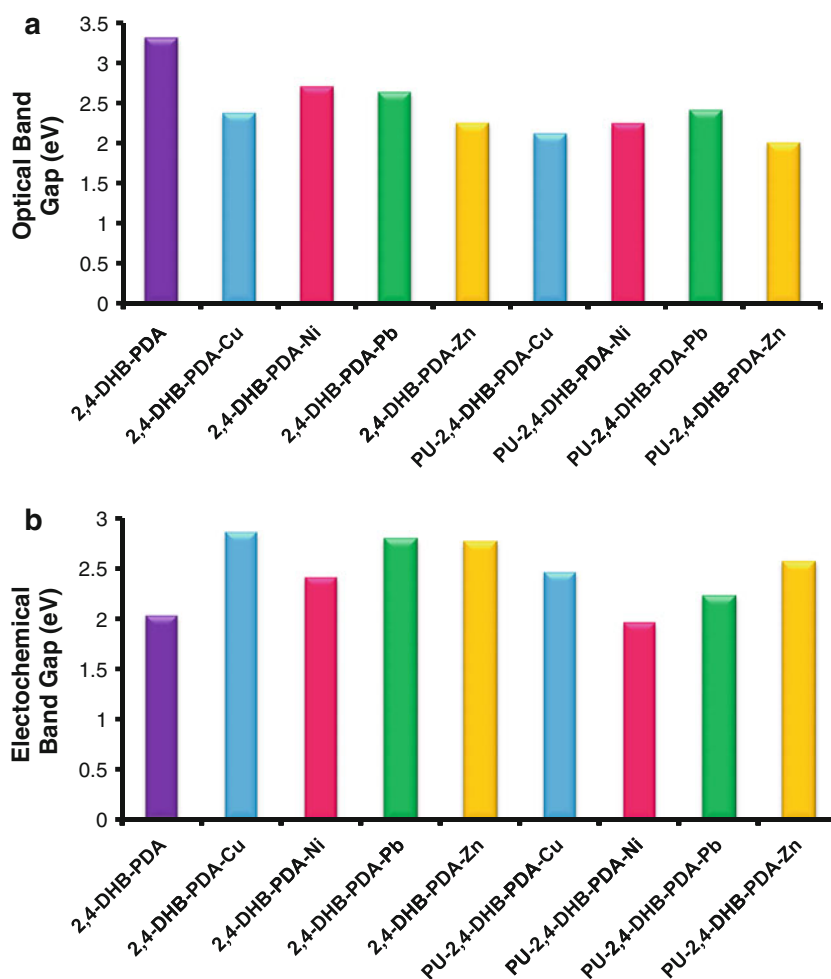 a
Optical Band
Gap (eV)
3.5
3
2.5
2
1.5
1
0.5
0
2,4-DHB-PDA
2,4-DHB-PDA-Cu
2,4-DHB-PDA-Ni
2,4-DHB-PDA-Pb
2,4-DHB-PDA-Zn
PU-2,4-DHB-PDA-Cu
PU-2,4-DHB-PDA-Ni
PU-2,4-DHB-PDA-Pb
PU-2,4-DHB-PDA-Zn
b
Electochemical
Band Gap (eV)
3
2.5
2
1.5
1
0.5
0
2,4-DHB-PDA
2,4-DHB-PDA-Cu
2,4-DHB-PDA-Ni
2,4-DHB-PDA-Pb
2,4-DHB-PDA-Zn
PU-2,4-DHB-PDA-Cu
PU-2,4-DHB-PDA-Ni
PU-2,4-DHB-PDA-Pb
PU-2,4-DHB-PDA-Zn